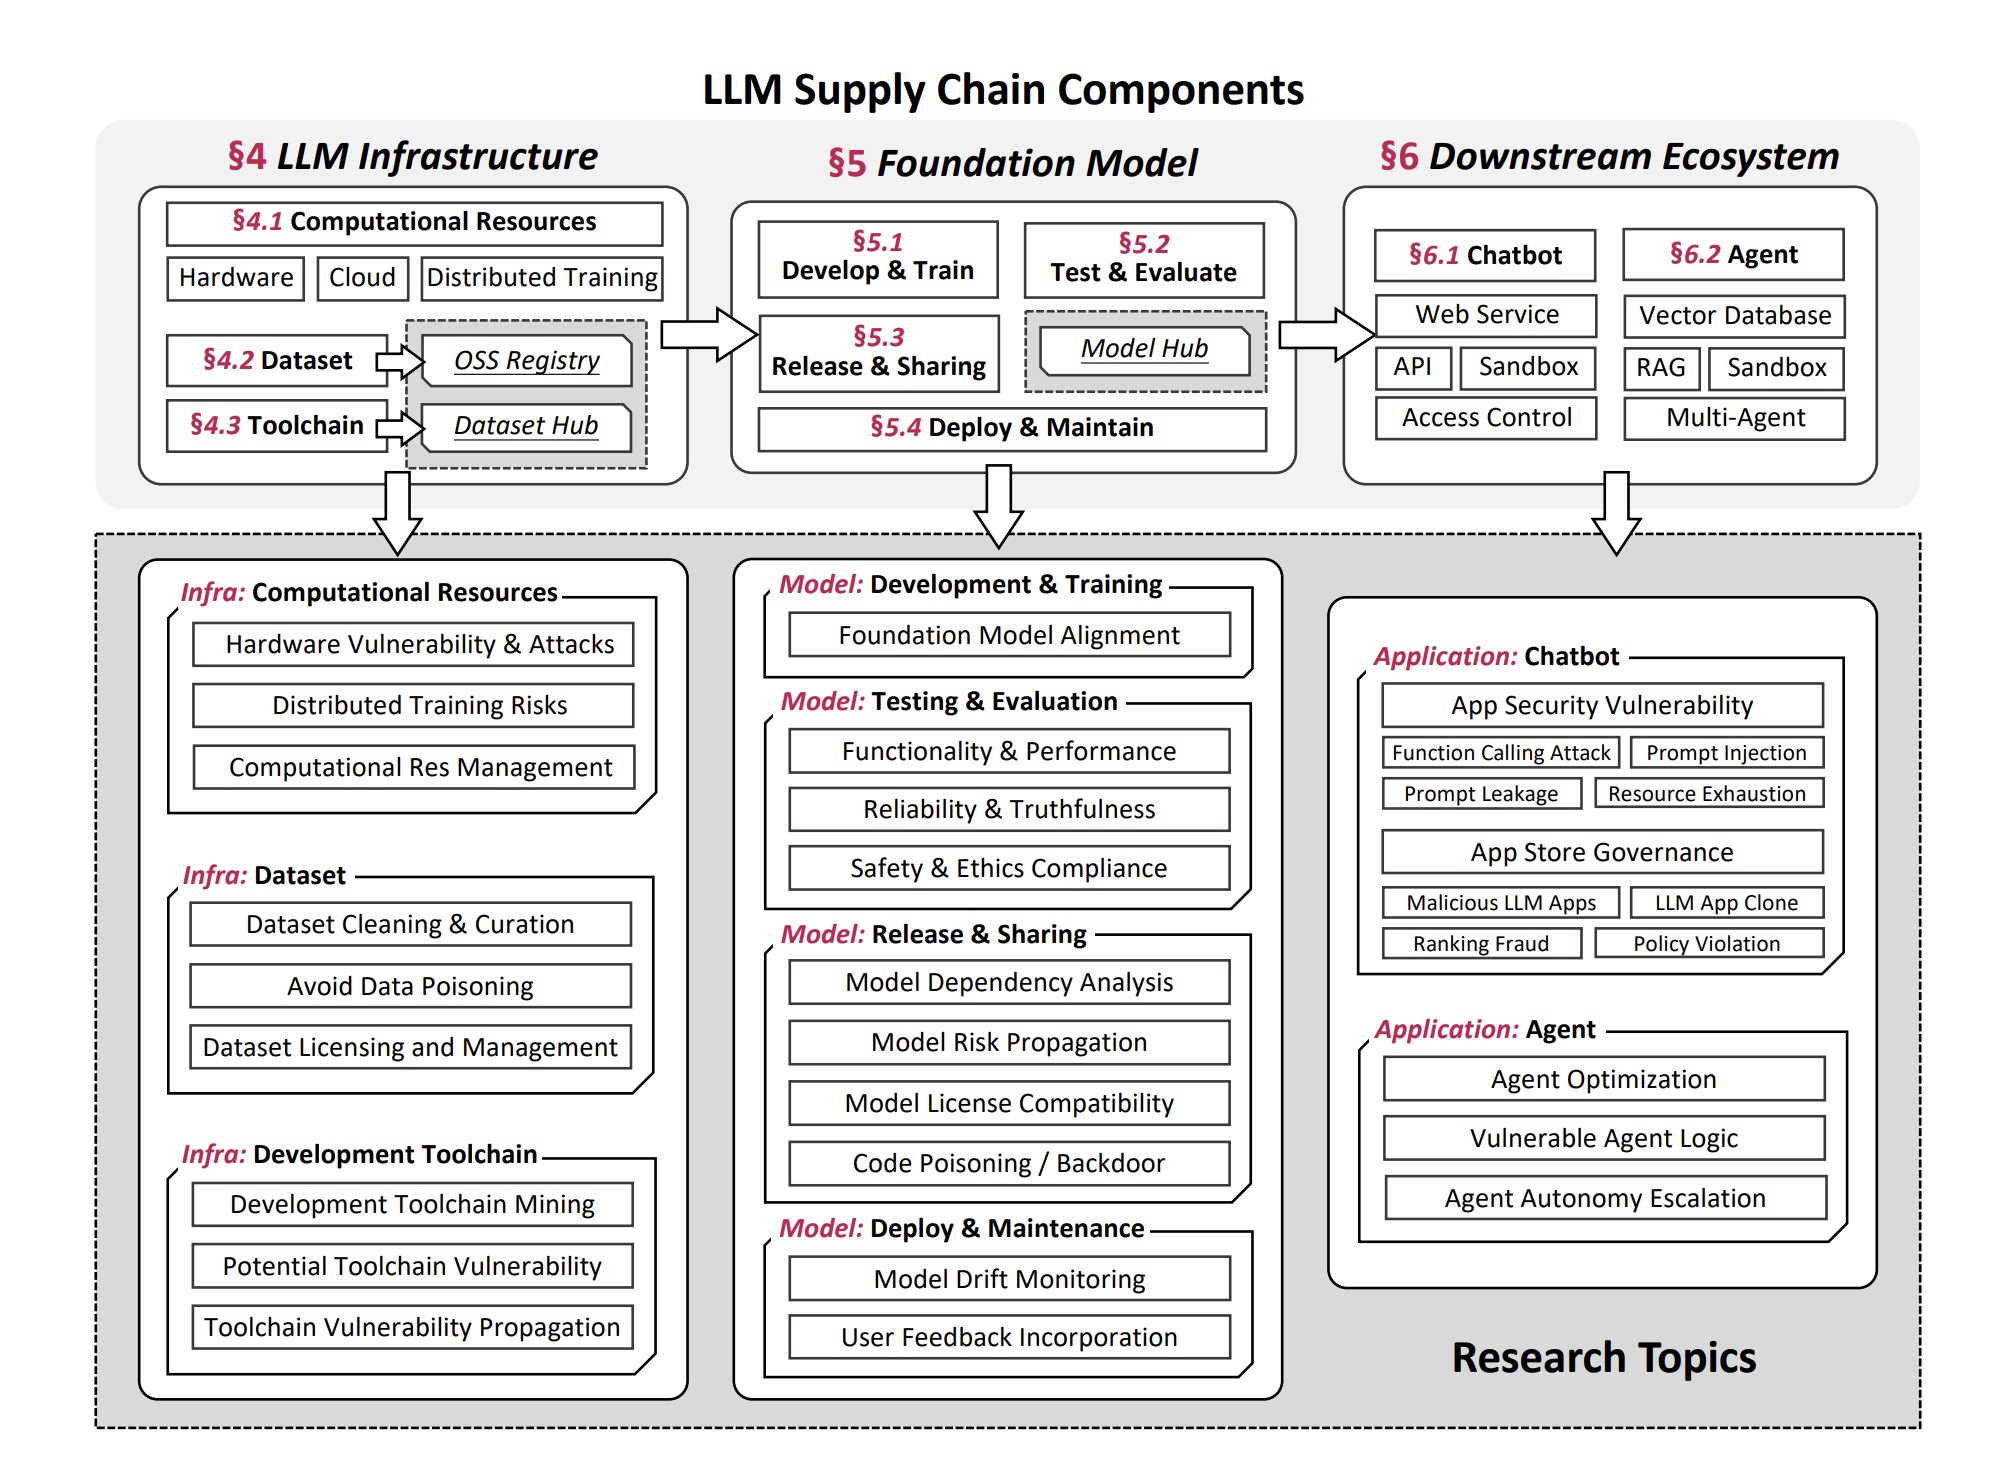 LLM Supply Chain Components
§4 LLM Infrastructure
§4.1 Computational Resources
Hardware
Cloud
Distributed Training
§4.2 Dataset
OSS Registry
§4.3 Toolchain
Dataset Hub
§5 Foundation Model
§5.1
Develop & Train
§5.2
Test & Evaluate
§5.3
Release & Sharing
Model Hub
§5.4 Deploy & Maintain
§6 Downstream Ecosystem
§6.1 Chatbot
Web Service
API
Sandbox
Access Control
§6.2 Agent
Vector Database
RAG
Sandbox
Multi-Agent
Infra: Computational Resources
Hardware Vulnerability & Attacks
Distributed Training Risks
Computational Res Management
Infra: Dataset
Dataset Cleaning & Curation
Avoid Data Poisoning
Dataset Licensing and Management
Infra: Development Toolchain
Development Toolchain Mining
Potential Toolchain Vulnerability
Toolchain Vulnerability Propagation
Model: Development & Training
Foundation Model Alignment
Model: Testing & Evaluation
Functionality & Performance
Reliability & Truthfulness
Safety & Ethics Compliance
Model: Release & Sharing
Model Dependency Analysis
Model Risk Propagation
Model License Compatibility
Code Poisoning / Backdoor
Model: Deploy & Maintenance
Model Drift Monitoring
User Feedback Incorporation
Application: Chatbot
App Security Vulnerability
Function Calling Attack
Prompt Injection
Prompt Leakage
Resource Exhaustion
App Store Governance
Malicious LLM Apps
LLM App Clone
Ranking Fraud
Policy Violation
Application: Agent
Agent Optimization
Vulnerable Agent Logic
Agent Autonomy Escalation
Research Topics